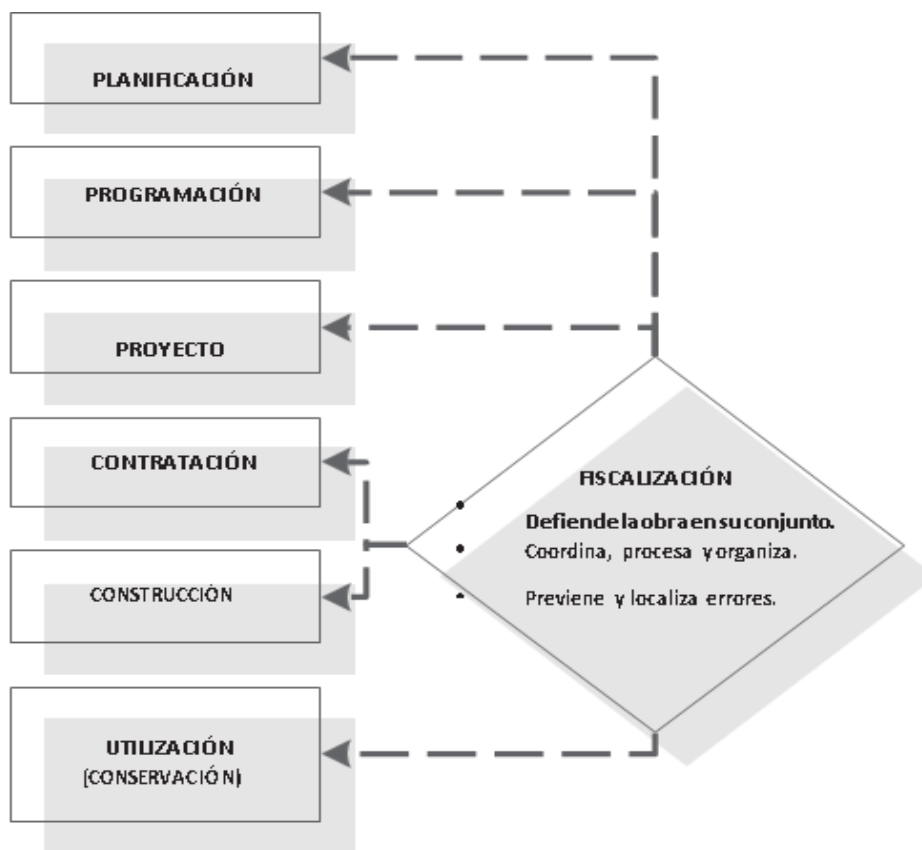 PLANIFICACIÓN
PROGRAMACIÓN
PROYECTO
CONTRATACIÓN
CONSTRUCCIÓN
UTILIZACIÓN
(CONSERVACIÓN)
FISCALIZACIÓN
• Defiende la obra en su conjunto.
• Coordina, procesa y organiza.
• Previene y localiza errores.